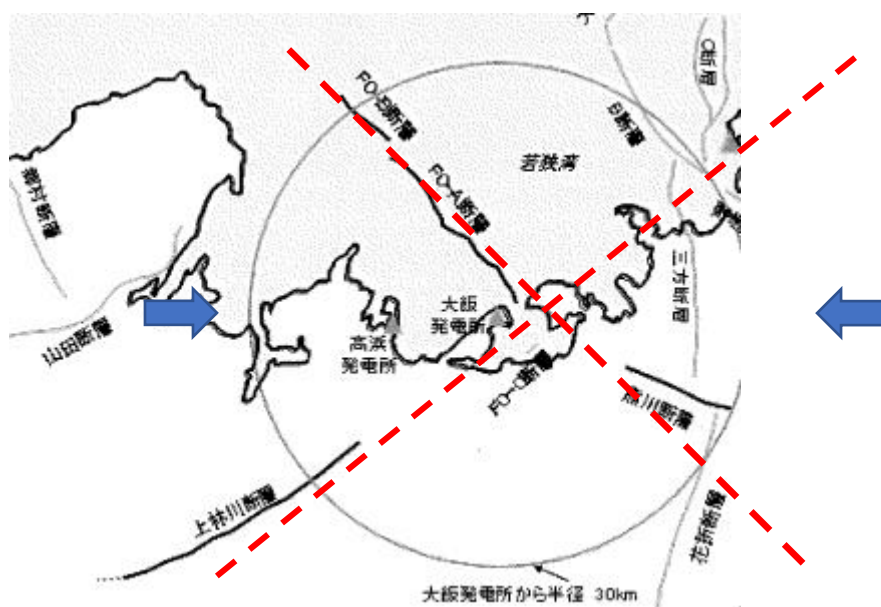 FO-B断層
FO-A断層
若狭湾
B断層
C断層
郷村断層
山田断層
三方断層
大飯
発電所
高浜
発電所
FO-C断層
熊川断層
上林川断層
花折断層
大飯発電所から半径 30km